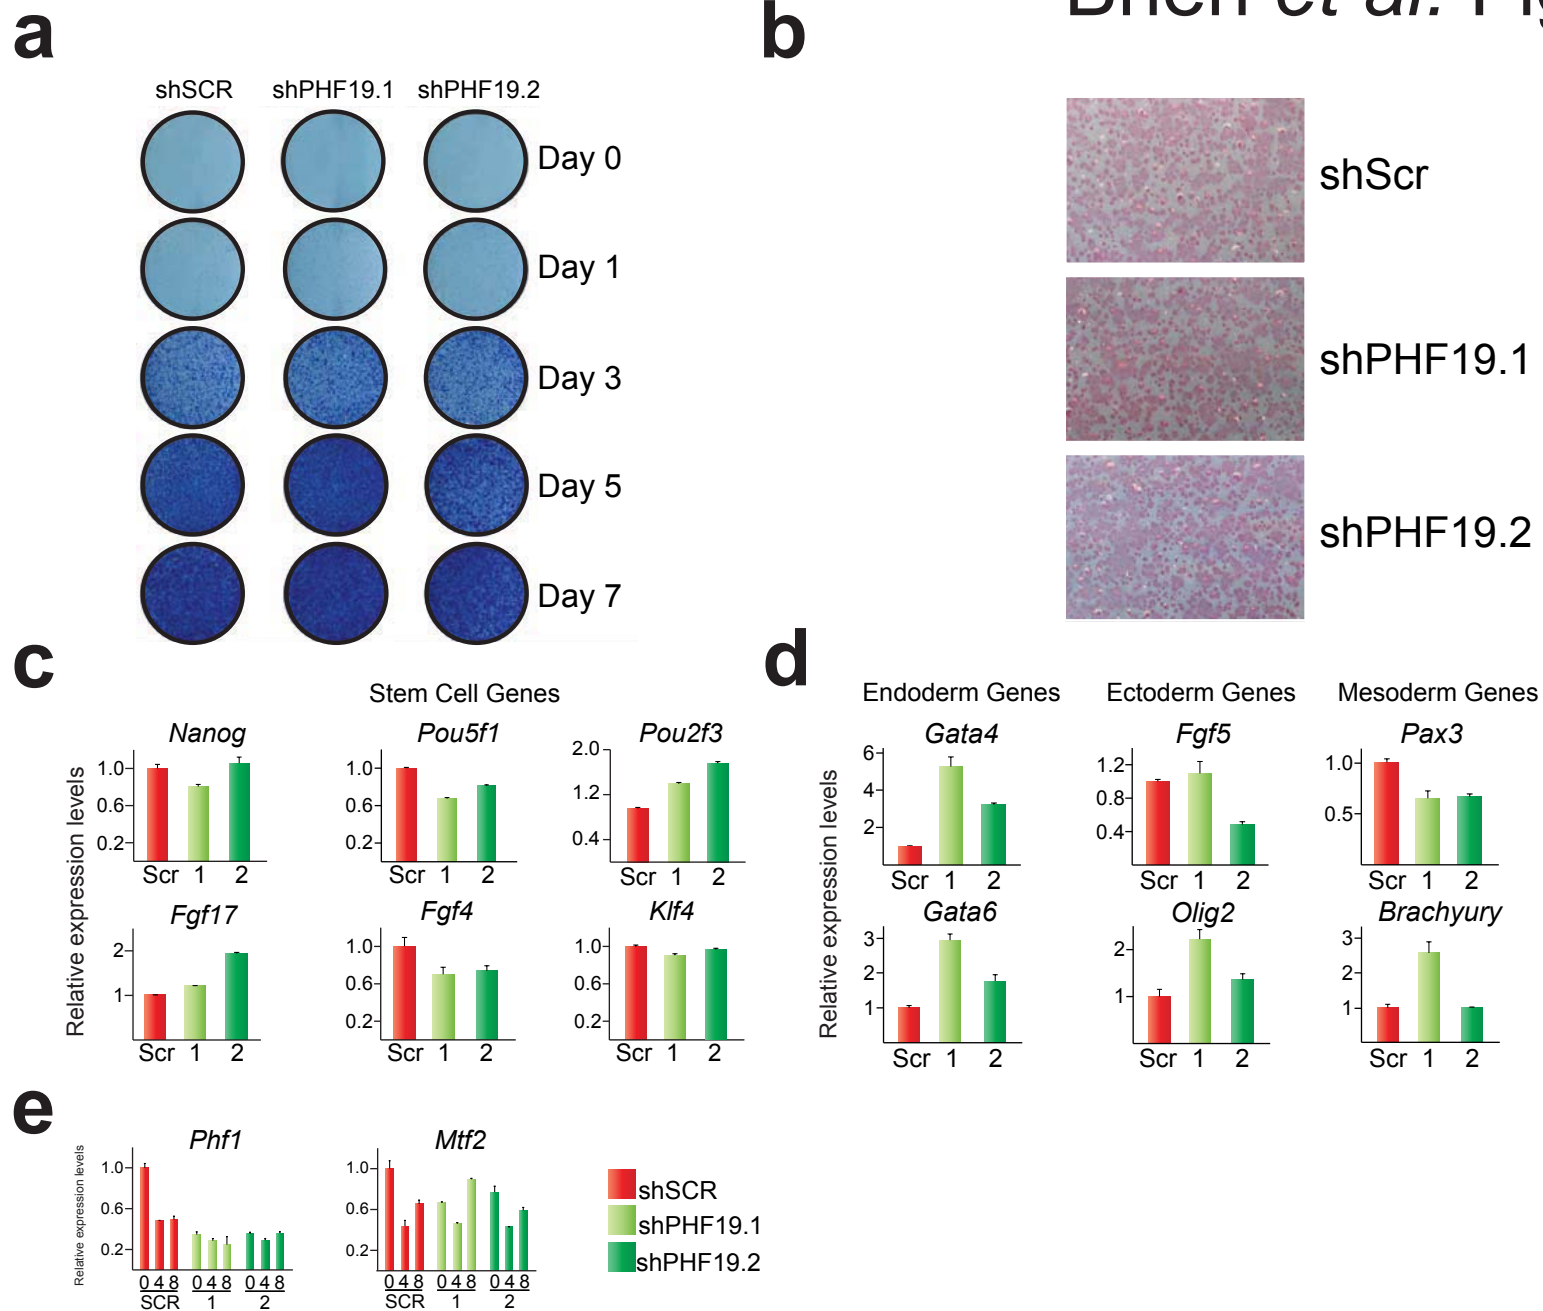 Brien et al. Fig
a
b
shSCR shPHF19.1 shPHF19.2
Day 0
Day 1
Day 3
Day 5
Day 7
shScr
shPHF19.1
shPHF19.2
c
Stem Cell Genes
Relative expression levels
Nanog
1.0
0.6
0.2
Scr 1 2
Pou5f1
1.0
0.6
0.2
Scr 1 2
Pou2f3
2.0
1.2
0.4
Scr 1 2
Fgf17
2
1
Scr 1 2
Fgf4
1.0
0.6
0.2
Scr 1 2
Klf4
1.0
0.6
0.2
Scr 1 2
d
Endoderm Genes Ectoderm Genes Mesoderm Genes
Relative expression levels
Gata4
6
4
2
Scr 1 2
Fgf5
1.2
0.8
0.4
Scr 1 2
Pax3
1.0
0.5
Scr 1 2
Gata6
3
2
1
Scr 1 2
Olig2
2
1
Scr 1 2
Brachyury
3
2
1
Scr 1 2
e
Relative expression levels
Phf1
1.0
0.6
0.2
0 4 8 0 4 8 0 4 8
SCR 1 2
Mtf2
1.0
0.6
0.2
0 4 8 0 4 8 0 4 8
SCR 1 2
shSCR
shPHF19.1
shPHF19.2